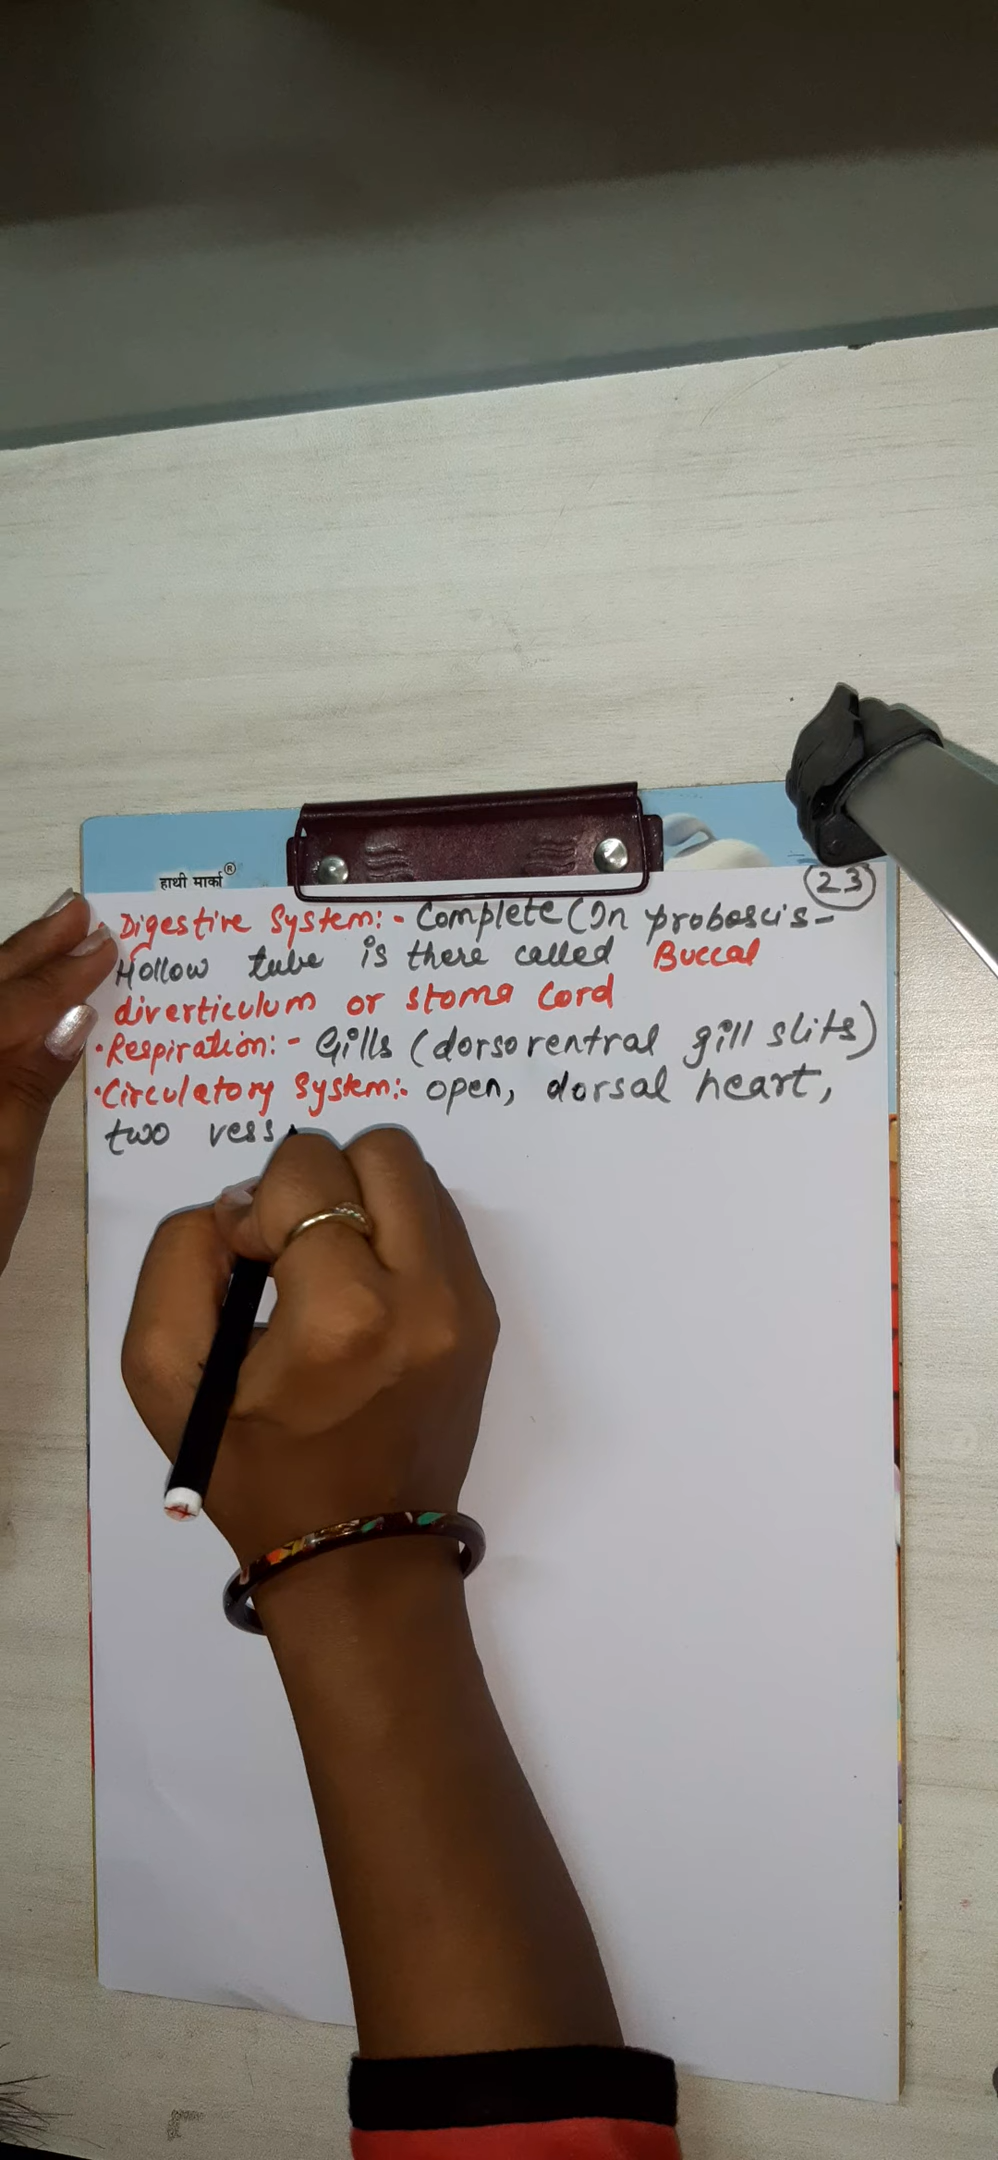 हाथी मार्का®
23
• Digestive System:- Complete (In proboscis-
Hollow tube is there called Buccal
diverticulum or stoma Cord
• Respiration:- Gills (dorsoventral gill slits)
• Circulatory System:- open, dorsal heart,
two vess